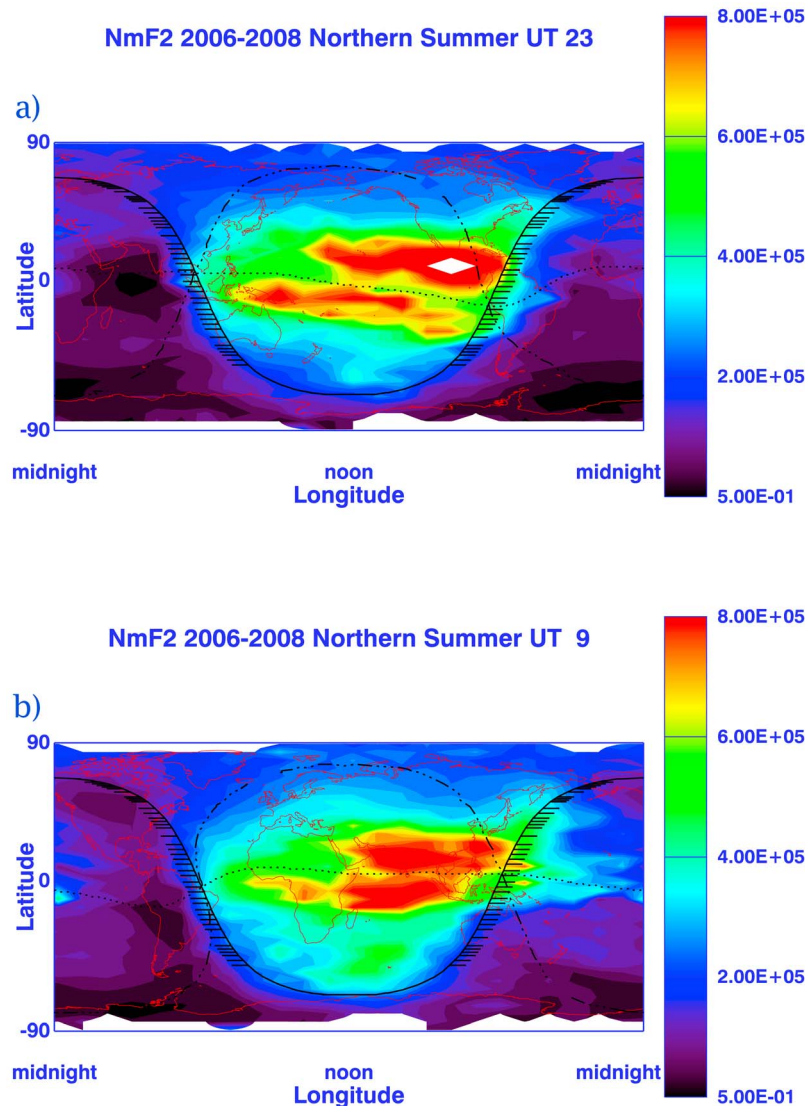 NmF2 2006-2008 Northern Summer UT 23
a)
90
0
-90
Latitude
midnight noon midnight
Longitude
8.00E+05
6.00E+05
4.00E+05
2.00E+05
5.00E-01
NmF2 2006-2008 Northern Summer UT  9
b)
90
0
-90
Latitude
midnight noon midnight
Longitude
8.00E+05
6.00E+05
4.00E+05
2.00E+05
5.00E-01